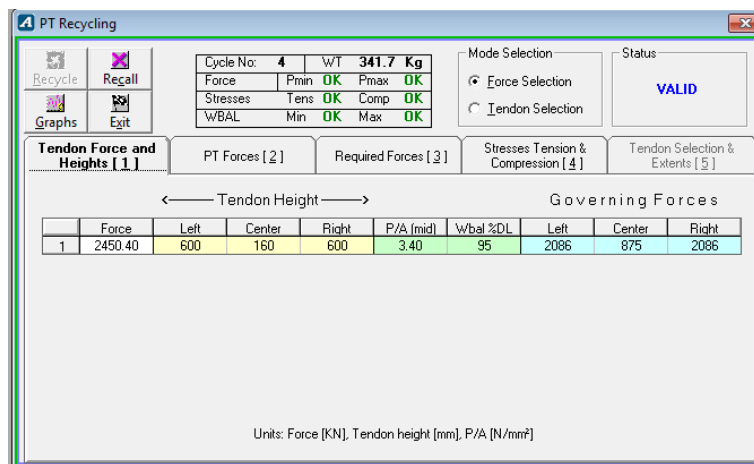 PT Recycling
Recycle Recall
Graphs Exit
Cycle No: 4 WT 341.7 Kg
Force Pmin OK Pmax OK
Stresses Tens OK Comp OK
WBAL Min OK Max OK
Mode Selection
Force Selection
Tendon Selection
Status
VALID
Tendon Force and Heights [ 1 ]
PT Forces [ 2 ]
Required Forces [ 3 ]
Stresses Tension & Compression [ 4 ]
Tendon Selection & Extents [ 5 ]
<—— Tendon Height ——> Governing Forces
Force Left Center Right P/A (mid) Wbal %DL Left Center Right
1 2450.40 600 160 600 3.40 95 2086 875 2086
Units: Force [KN], Tendon height [mm], P/A [N/mm²]